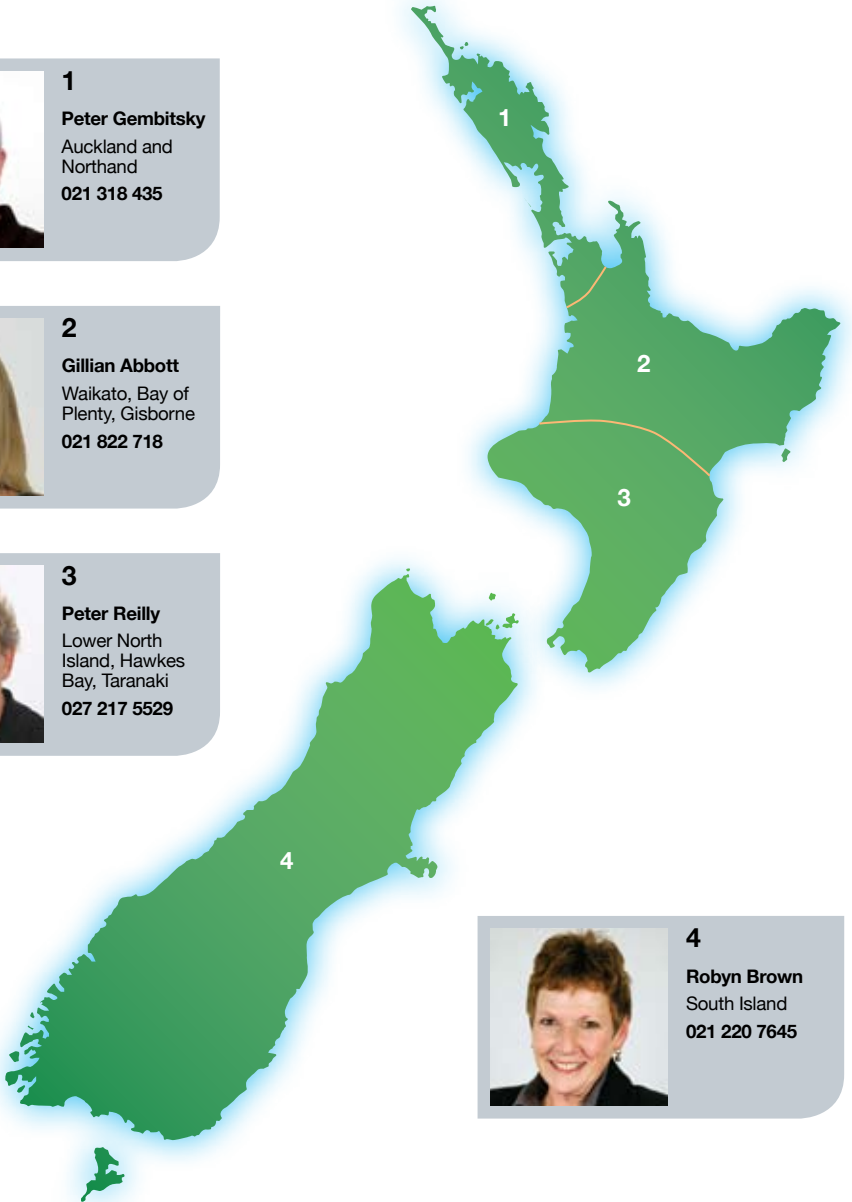 1
Peter Gembitsky
Auckland and
Northand
021 318 435
2
Gillian Abbott
Waikato, Bay of
Plenty, Gisborne
021 822 718
3
Peter Reilly
Lower North
Island, Hawkes
Bay, Taranaki
027 217 5529
1
2
3
4
4
Robyn Brown
South Island
021 220 7645